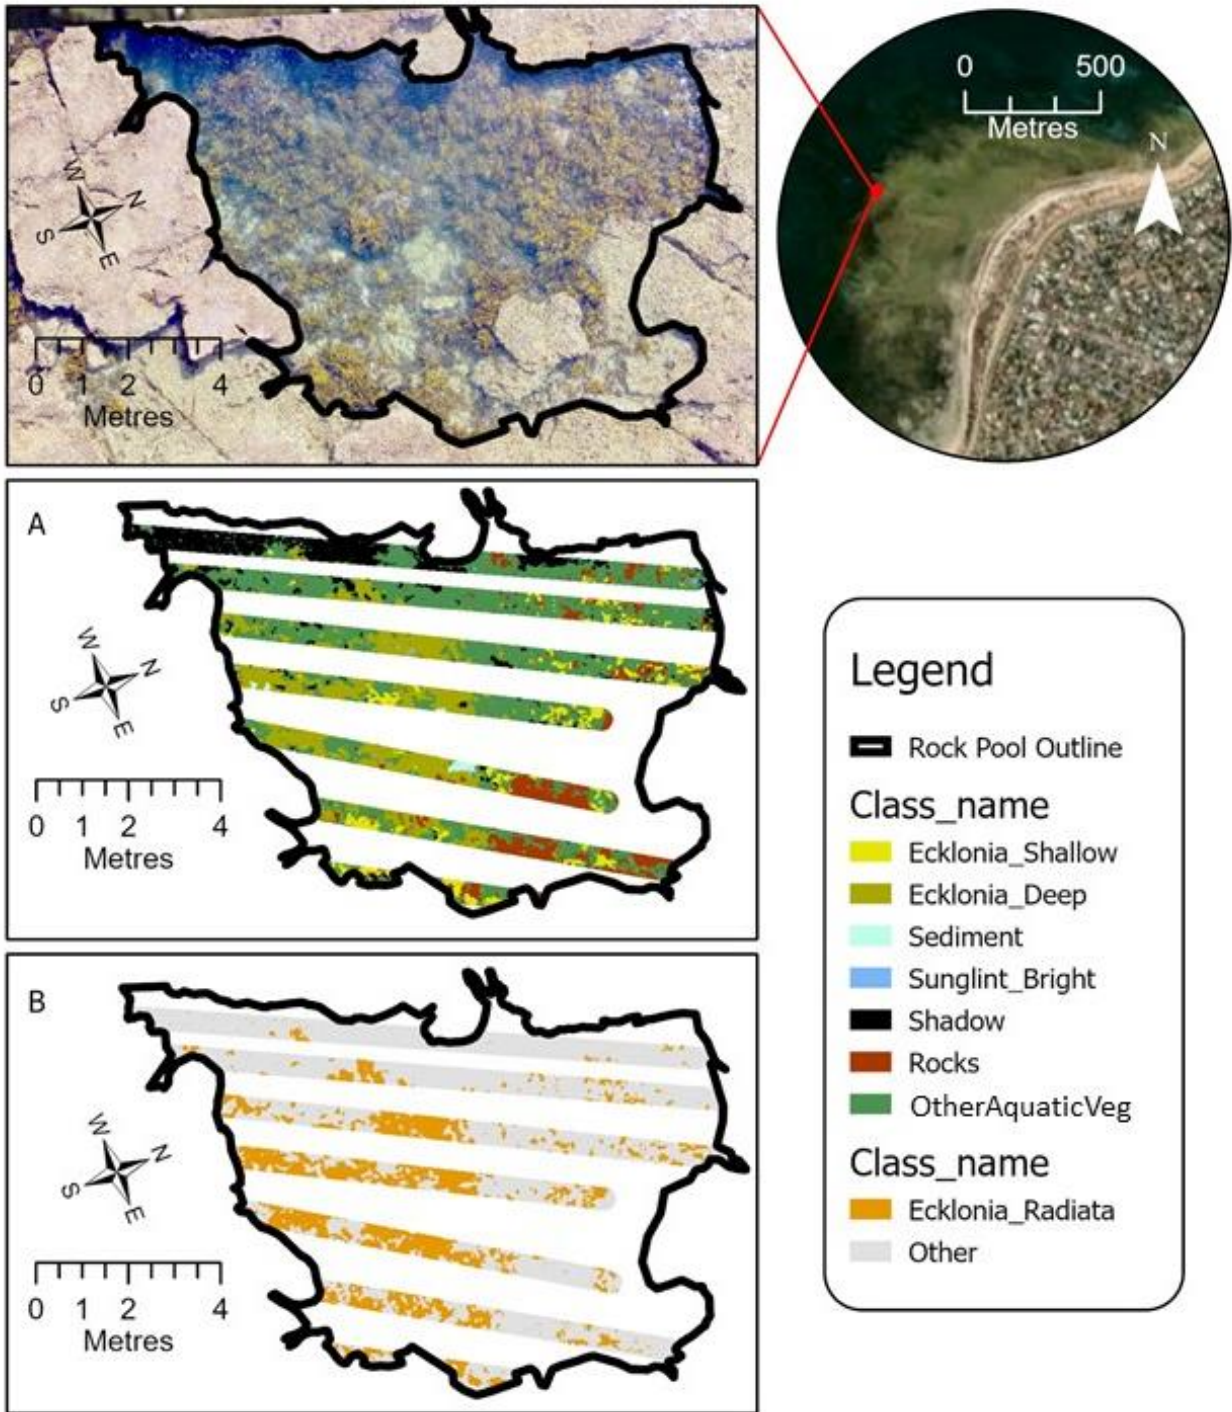 W
N
S
E
0 1 2 4
Metres
0 500
Metres
N
A
W
N
S
E
0 1 2 4
Metres
B
W
N
S
E
0 1 2 4
Metres
Legend
Rock Pool Outline
Class_name
Ecklonia_Shallow
Ecklonia_Deep
Sediment
Sunglint_Bright
Shadow
Rocks
OtherAquaticVeg
Class_name
Ecklonia_Radiata
Other